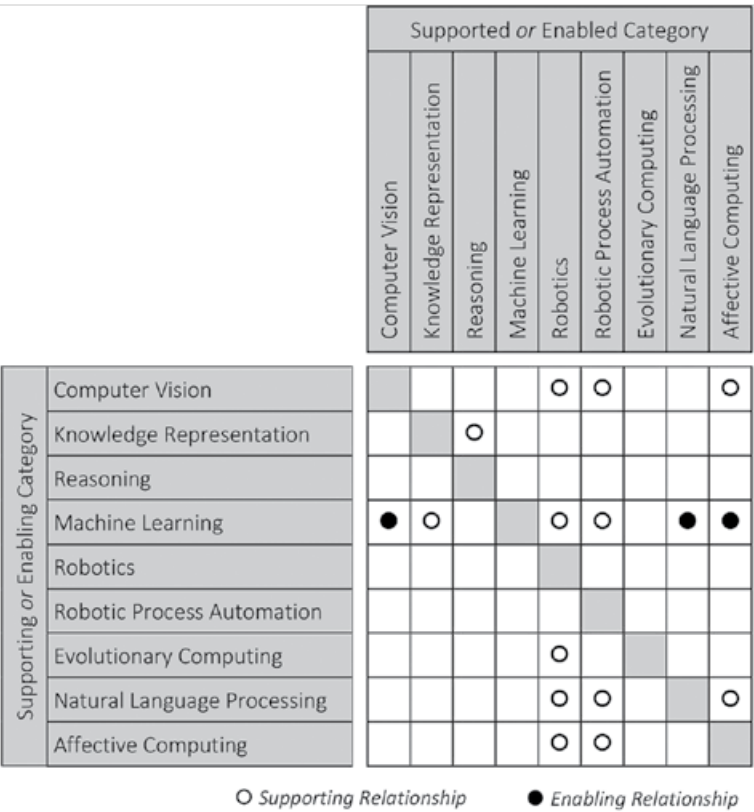 Supported or Enabled Category
Computer Vision
Knowledge Representation
Reasoning
Machine Learning
Robotics
Robotic Process Automation
Evolutionary Computing
Natural Language Processing
Affective Computing
Supporting or Enabling Category
Computer Vision
Knowledge Representation
Reasoning
Machine Learning
Robotics
Robotic Process Automation
Evolutionary Computing
Natural Language Processing
Affective Computing
Supporting Relationship
Enabling Relationship